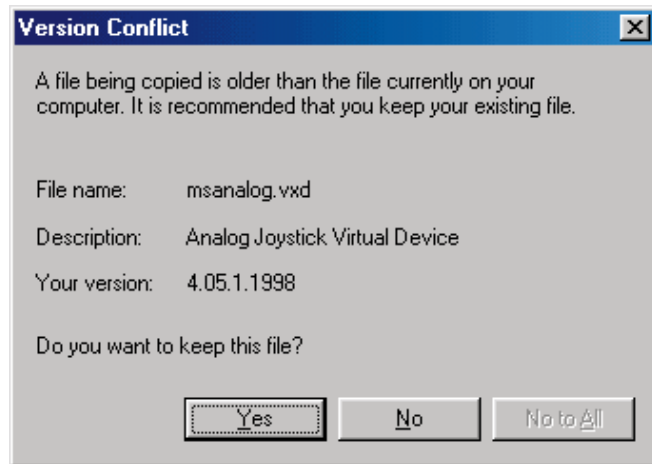 Version Conflict
A file being copied is older than the file currently on your
computer. It is recommended that you keep your existing file.
File name: msanalog.vxd
Description: Analog Joystick Virtual Device
Your version: 4.05.1.1998
Do you want to keep this file?
Yes No No to All